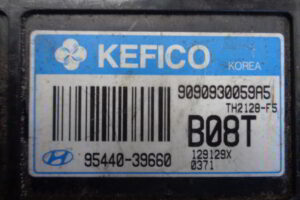 KEFICO
KOREA
9090930059A5
TH2128-F5
B08T
95440-39660
129129X
0371